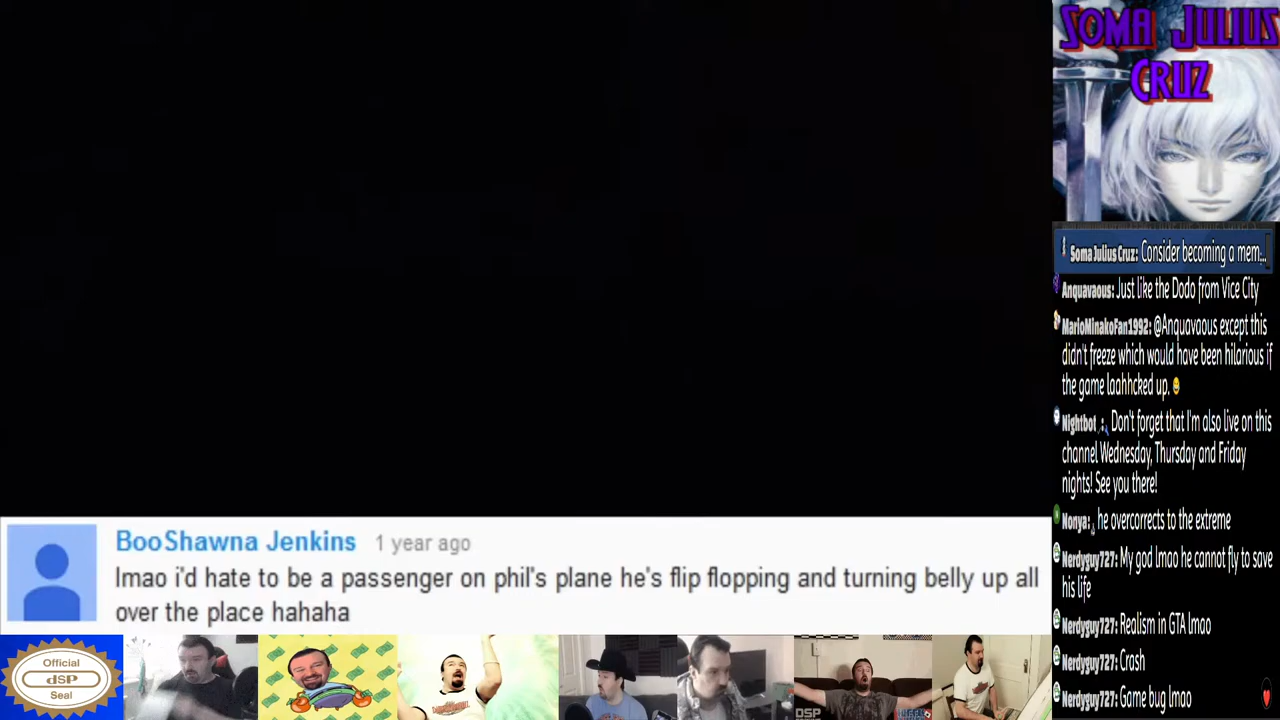 SOMA JULIUS
CRUZ
Soma Julius Cruz: Consider becoming a mem...
Anquavaous: Just like the Dodo from Vice City
MarioMinakoFan1992: @Anquavaous except this
didn't freeze which would have been hilarious if
the game laahhcked up.
Nightbot: Don't forget that I'm also live on this
channel Wednesday, Thursday and Friday
nights! See you there!
Nonya: he overcorrects to the extreme
Nerdyguy727: My god lmao he cannot fly to save
his life
Nerdyguy727: Realism in GTA lmao
Nerdyguy727: Crash
Nerdyguy727: Game bug lmao
BooShawna Jenkins 1 year ago
lmao i'd hate to be a passenger on phil's plane he's flip flopping and turning belly up all
over the place hahaha
Official
dSP
Seal
DSP